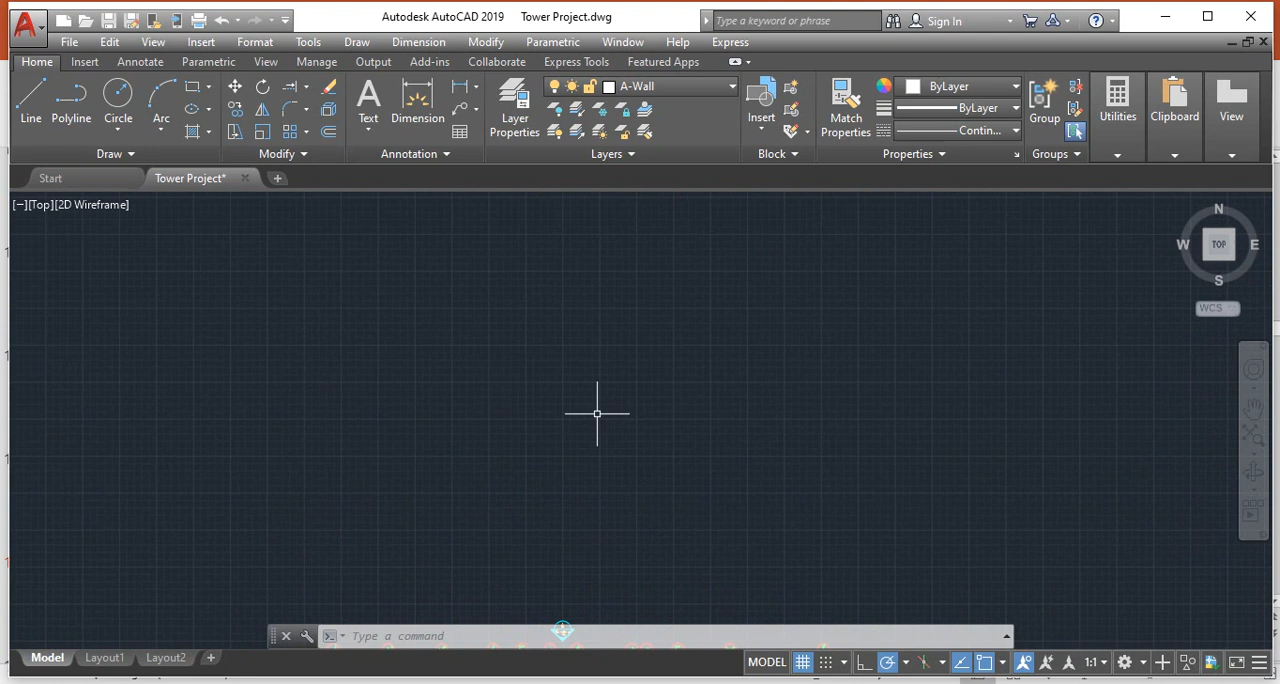 Autodesk AutoCAD 2019 Tower Project.dwg
Type a keyword or phrase
Sign In
File Edit View Insert Format Tools Draw Dimension Modify Parametric Window Help Express
Home Insert Annotate Parametric View Manage Output Add-ins Collaborate Express Tools Featured Apps
A-Wall
ByLayer
ByLayer
Contin...
Line Polyline Circle Arc
Text Dimension
Layer
Properties
Insert
Match
Properties
Group
Utilities
Clipboard
View
Draw Modify Annotation Layers Block Properties Groups
Start Tower Project*
[−][Top][2D Wireframe]
N
W TOP E
S
WCS
Type a command
Model Layout1 Layout2
MODEL
1:1